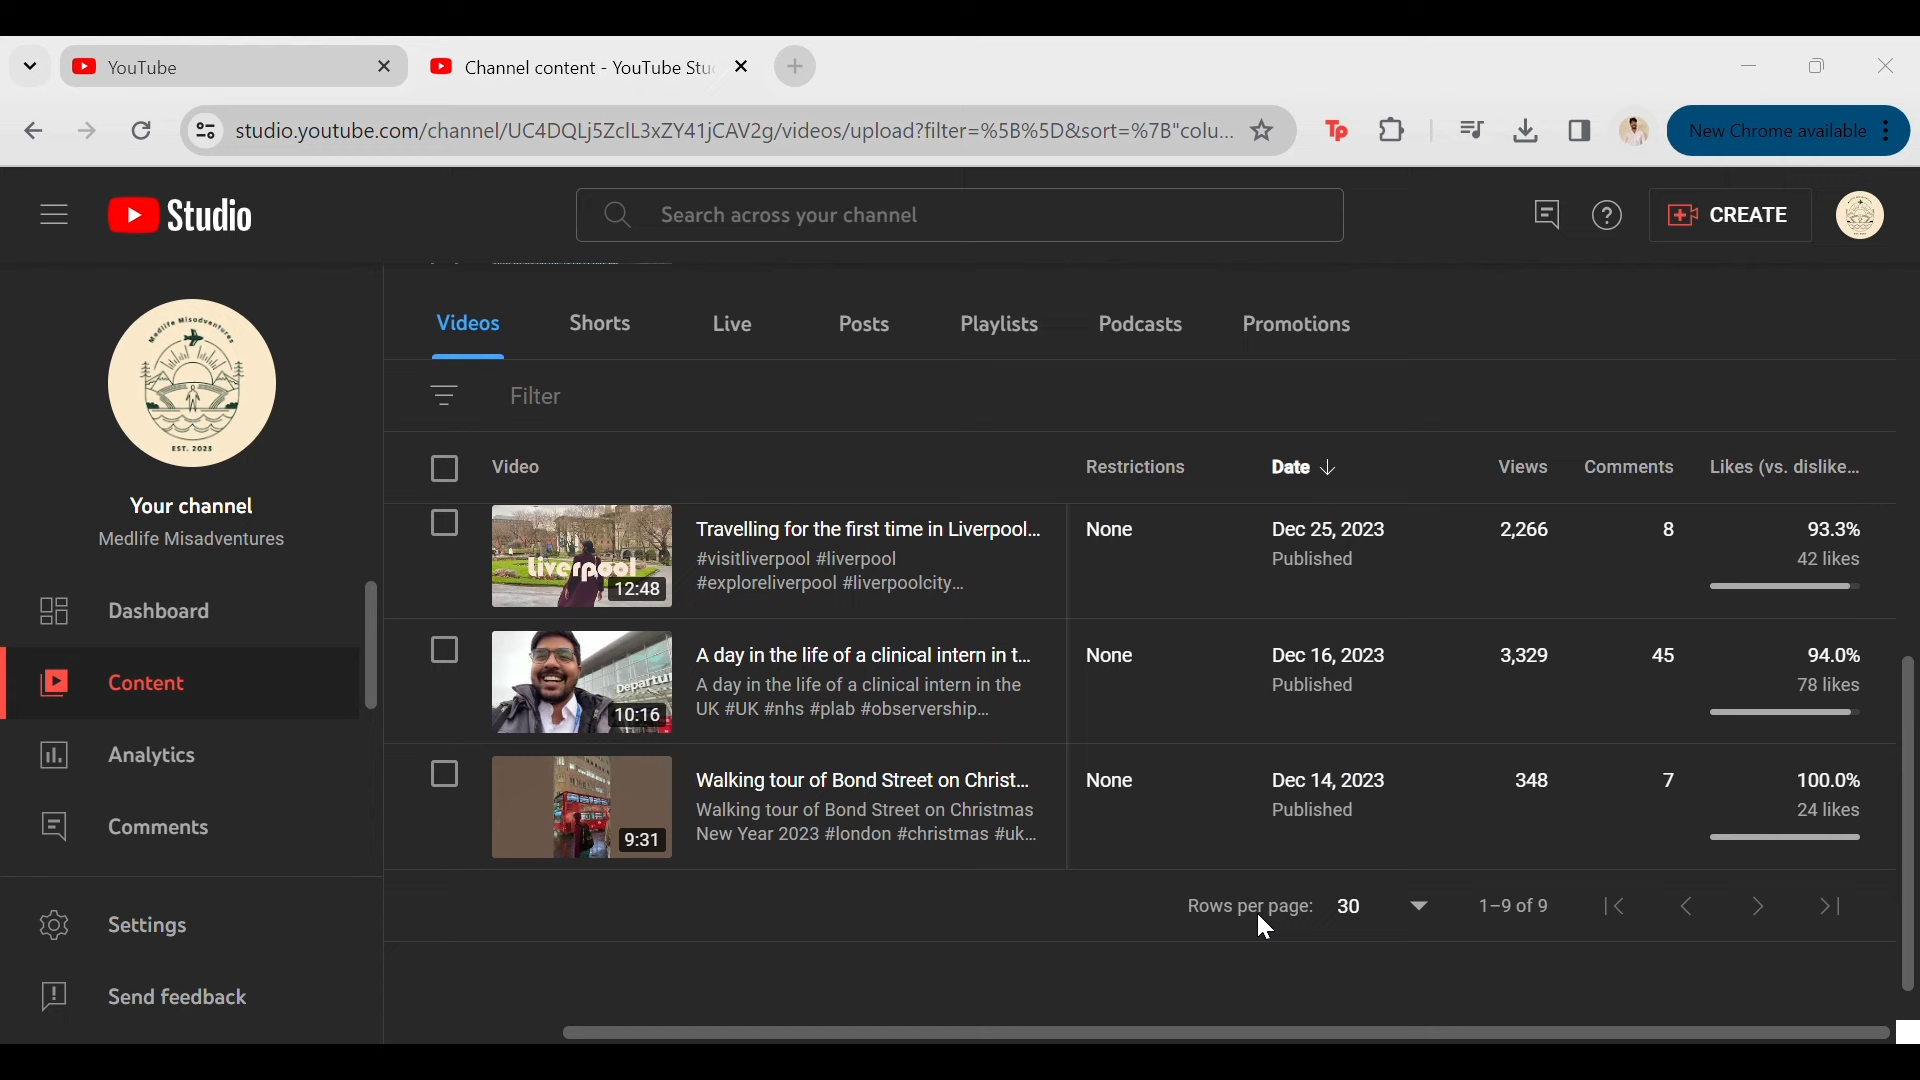 YouTube
Channel content - YouTube Stu
studio.youtube.com/channel/UC4DQLj5ZclL3xZY41jCAV2g/videos/upload?filter=%5B%5D&sort=%7B"colu...
Tp
New Chrome available
Studio
Search across your channel
CREATE
Medlife Misadventures
EST. 2023
Your channel
Medlife Misadventures
Dashboard
Content
Analytics
Comments
Settings
Send feedback
Videos
Shorts
Live
Posts
Playlists
Podcasts
Promotions
Filter
Video
Restrictions
Date
Views
Comments
Likes (vs. dislike...
Liverpool
12:48
Travelling for the first time in Liverpool...
#visitliverpool #liverpool
#exploreliverpool #liverpoolcity...
None
Dec 25, 2023
Published
2,266
8
93.3%
42 likes
Departu
10:16
A day in the life of a clinical intern in t...
A day in the life of a clinical intern in the
UK #UK #nhs #plab #observership...
None
Dec 16, 2023
Published
3,329
45
94.0%
78 likes
9:31
Walking tour of Bond Street on Christ...
Walking tour of Bond Street on Christmas
New Year 2023 #london #christmas #uk...
None
Dec 14, 2023
Published
348
7
100.0%
24 likes
Rows per page: 30
1–9 of 9